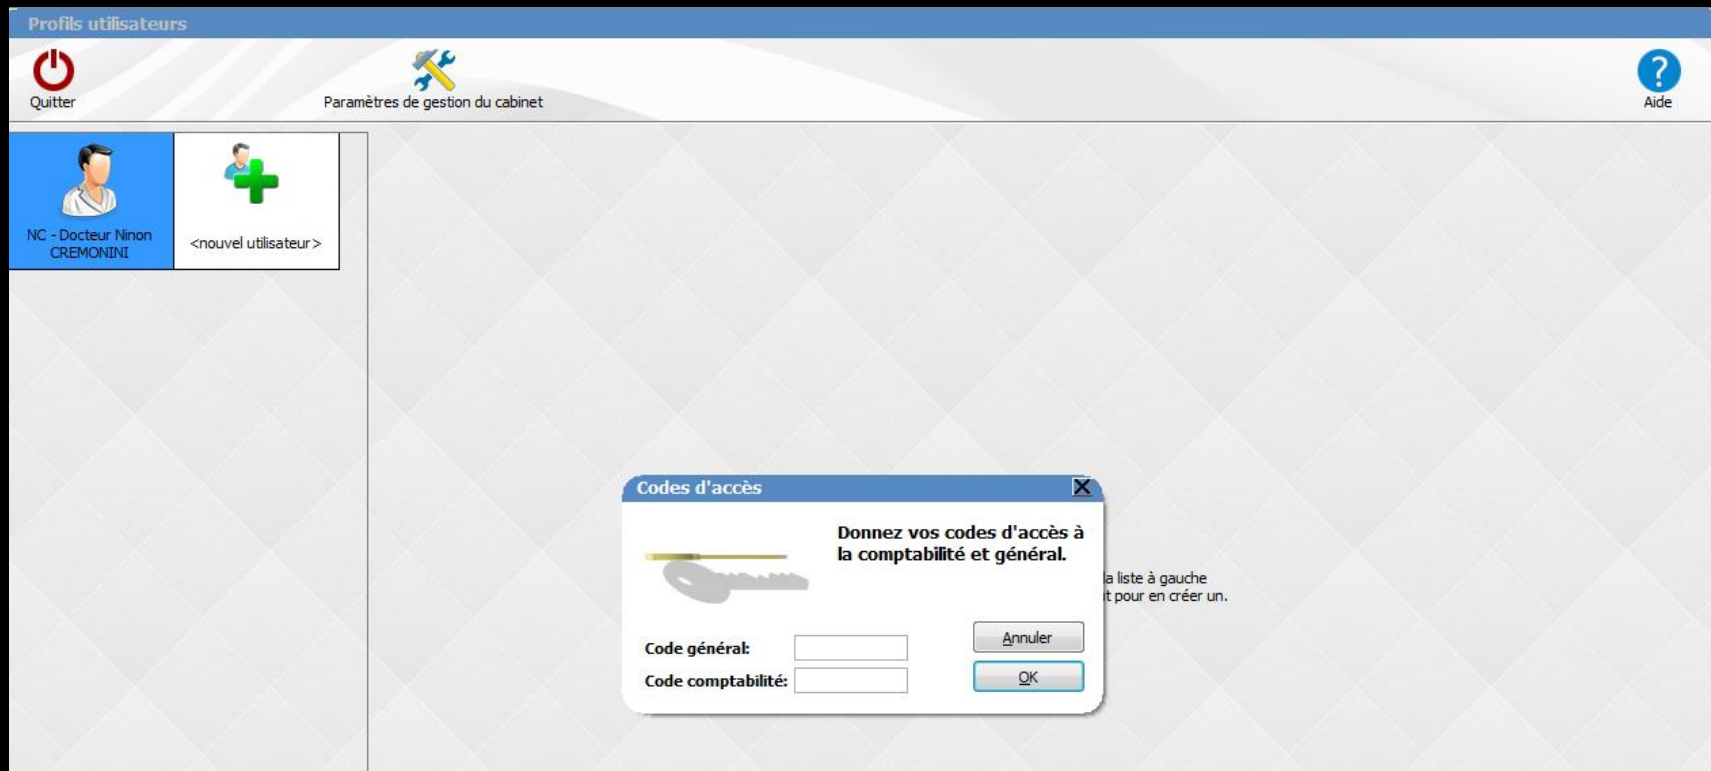 Profils utilisateurs
Quitter
Paramètres de gestion du cabinet
Aide
NC - Docteur Ninon
CREMONINI
<nouvel utilisateur>
Codes d'accès
Donnez vos codes d'accès à
la comptabilité et général.
la liste à gauche
t pour en créer un.
Code général:
Annuler
Code comptabilité:
OK